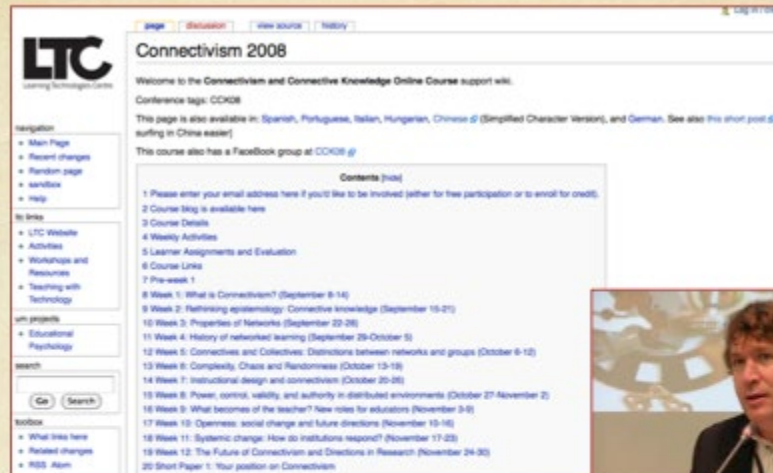 Log in / cr
page discussion view source history
LTC
Learning Technologies Centre
Connectivism 2008
Welcome to the Connectivism and Connective Knowledge Online Course support wiki.
Conference tags: CCK08
This page is also available in: Spanish, Portuguese, Italian, Hungarian, Chinese (Simplified Character Version), and German. See also this short post
surfing in China easier]
This course also has a FaceBook group at CCK08
navigation
Main Page
Recent changes
Random page
sandbox
Help
ltc links
LTC Website
Activities
Workshops and
Resources
Teaching with
Technology
um projects
Educational
Psychology
search
Go Search
toolbox
What links here
Related changes
RSS Atom
Contents [hide]
1 Please enter your email address here if you'd like to be involved (either for free participation or to enroll for credit).
2 Course blog is available here
3 Course Details
4 Weekly Activities
5 Learner Assignments and Evaluation
6 Course Links
7 Pre-week 1
8 Week 1: What is Connectivism? (September 8-14)
9 Week 2: Rethinking epistemology: Connective knowledge (September 15-21)
10 Week 3: Properties of Networks (September 22-28)
11 Week 4: History of networked learning (September 29-October 5)
12 Week 5: Connectives and Collectives: Distinctions between networks and groups (October 6-12)
13 Week 6: Complexity, Chaos and Randomness (October 13-19)
14 Week 7: Instructional design and connectivism (October 20-26)
15 Week 8: Power, control, validity, and authority in distributed environments (October 27-November 2)
16 Week 9: What becomes of the teacher? New roles for educators (November 3-9)
17 Week 10: Openness: social change and future directions (November 10-16)
18 Week 11: Systemic change: How do institutions respond? (November 17-23)
19 Week 12: The Future of Connectivism and Directions in Research (November 24-30)
20 Short Paper 1: Your position on Connectivism